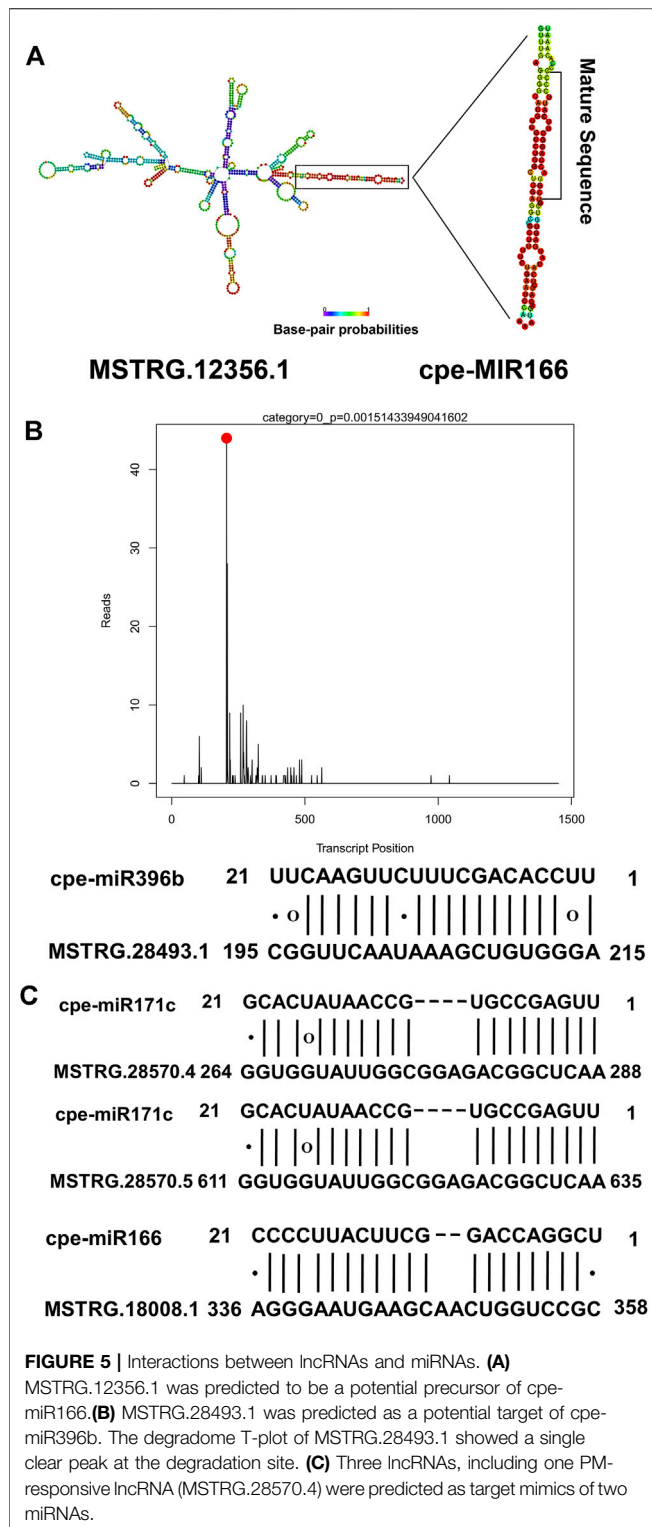 A
Mature Sequence
0 1
Base-pair probabilities
MSTRG.12356.1 cpe-MIR166
B
category=0_p=0.00151433949041602
40
30
20
10
0
Reads
0 500 1000 1500
Transcript Position
cpe-miR396b 21 UUCAAGUUCUUUCGACACCUU 1
MSTRG.28493.1 195 CGGUUCAAUAAAGCUGUGGGA 215
C
cpe-miR171c 21 GCACUAUAACCG----UGCCGAGUU 1
MSTRG.28570.4 264 GGUGGUAUUGGCGGAGACGGCUCAA 288
cpe-miR171c 21 GCACUAUAACCG----UGCCGAGUU 1
MSTRG.28570.5 611 GGUGGUAUUGGCGGAGACGGCUCAA 635
cpe-miR166 21 CCCCUUACUUCG--GACCAGGCU 1
MSTRG.18008.1 336 AGGGAAUGAAGCAACUGGUCCGC 358
FIGURE 5 | Interactions between lncRNAs and miRNAs. (A)
MSTRG.12356.1 was predicted to be a potential precursor of cpe-
miR166.(B) MSTRG.28493.1 was predicted as a potential target of cpe-
miR396b. The degradome T-plot of MSTRG.28493.1 showed a single
clear peak at the degradation site. (C) Three lncRNAs, including one PM-
responsive lncRNA (MSTRG.28570.4) were predicted as target mimics of two
miRNAs.